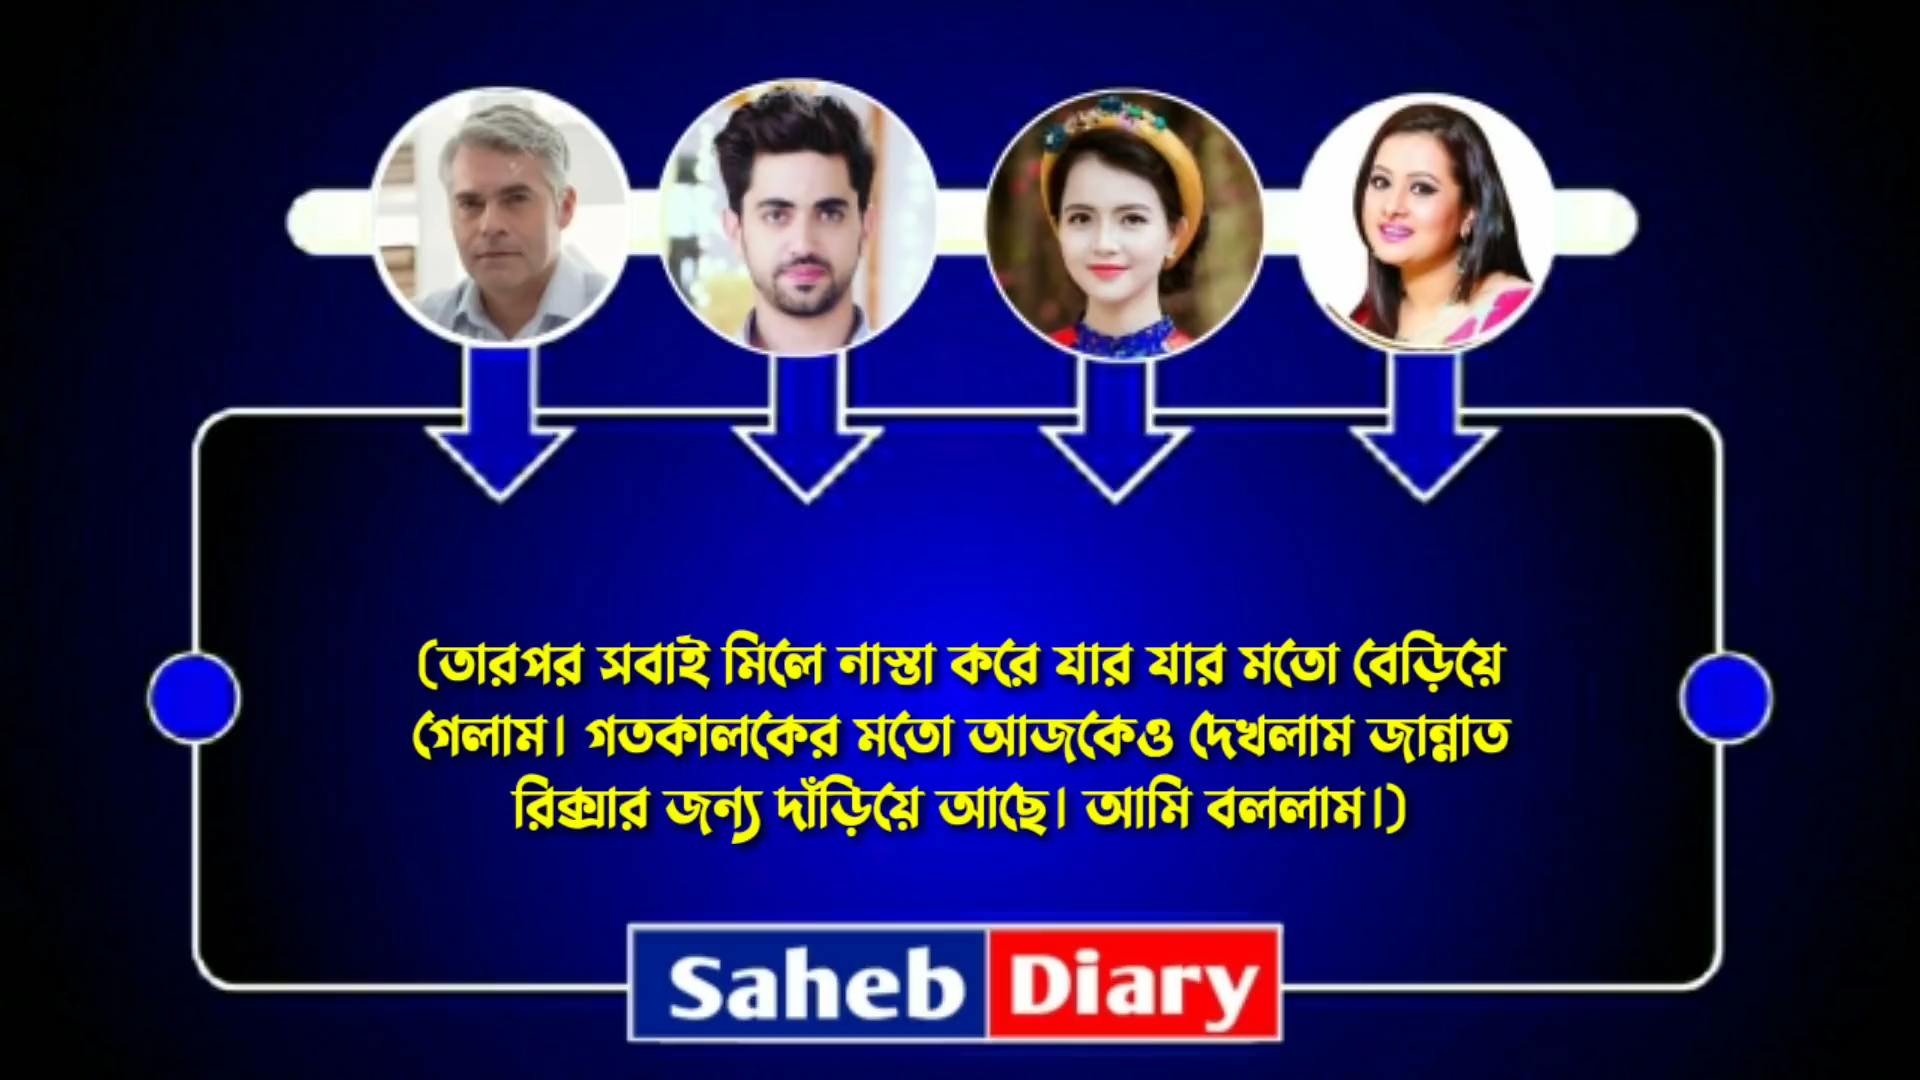 (তোরপর সবাই মিলে নাস্তা করে যার যার মতো বেড়িয়ে
গেলাম। গতকালকের মতো আজকেও দেখলাম জান্নাত
রিক্সার জন্য দাঁড়িয়ে আছে। আমি বললাম।)
Saheb Diary